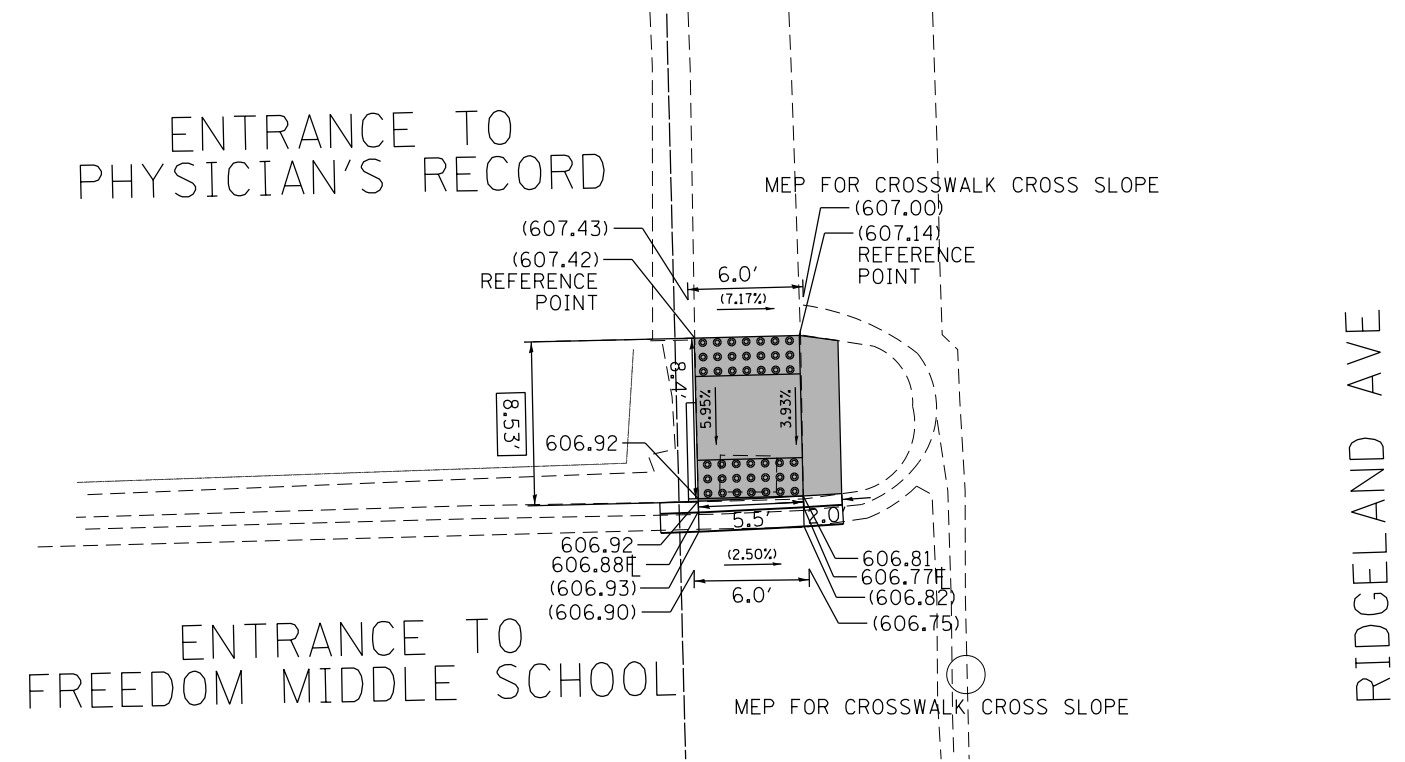 ENTRANCE TO
PHYSICIAN'S RECORD
MEP FOR CROSSWALK CROSS SLOPE
(607.00)
(607.43)
(607.14)
REFERENCE
POINT
(607.42)
REFERENCE
POINT
6.0'
(7.17%)
8.4'
8.53'
5.95%
3.93%
606.92
5.5'
2.0'
606.92
606.88FL
(606.93)
(606.90)
(2.50%)
6.0'
606.81
606.77FL
(606.82)
(606.75)
ENTRANCE TO
FREEDOM MIDDLE SCHOOL
MEP FOR CROSSWALK CROSS SLOPE
RIDGELAND AVE